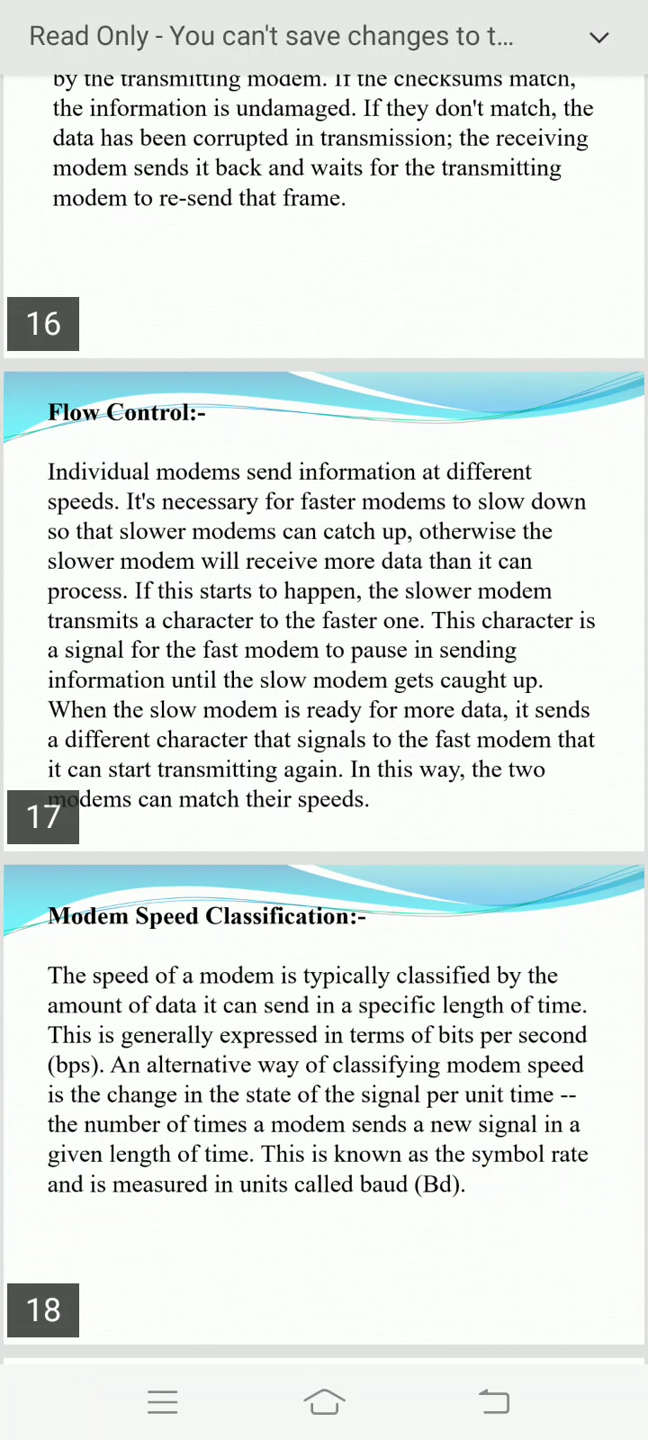 Read Only - You can't save changes to t...
by the transmitting modem. If the checksums match,
the information is undamaged. If they don't match, the
data has been corrupted in transmission; the receiving
modem sends it back and waits for the transmitting
modem to re-send that frame.
16
Flow Control:-
Individual modems send information at different
speeds. It's necessary for faster modems to slow down
so that slower modems can catch up, otherwise the
slower modem will receive more data than it can
process. If this starts to happen, the slower modem
transmits a character to the faster one. This character is
a signal for the fast modem to pause in sending
information until the slow modem gets caught up.
When the slow modem is ready for more data, it sends
a different character that signals to the fast modem that
it can start transmitting again. In this way, the two
modems can match their speeds.
17
Modem Speed Classification:-
The speed of a modem is typically classified by the
amount of data it can send in a specific length of time.
This is generally expressed in terms of bits per second
(bps). An alternative way of classifying modem speed
is the change in the state of the signal per unit time --
the number of times a modem sends a new signal in a
given length of time. This is known as the symbol rate
and is measured in units called baud (Bd).
18